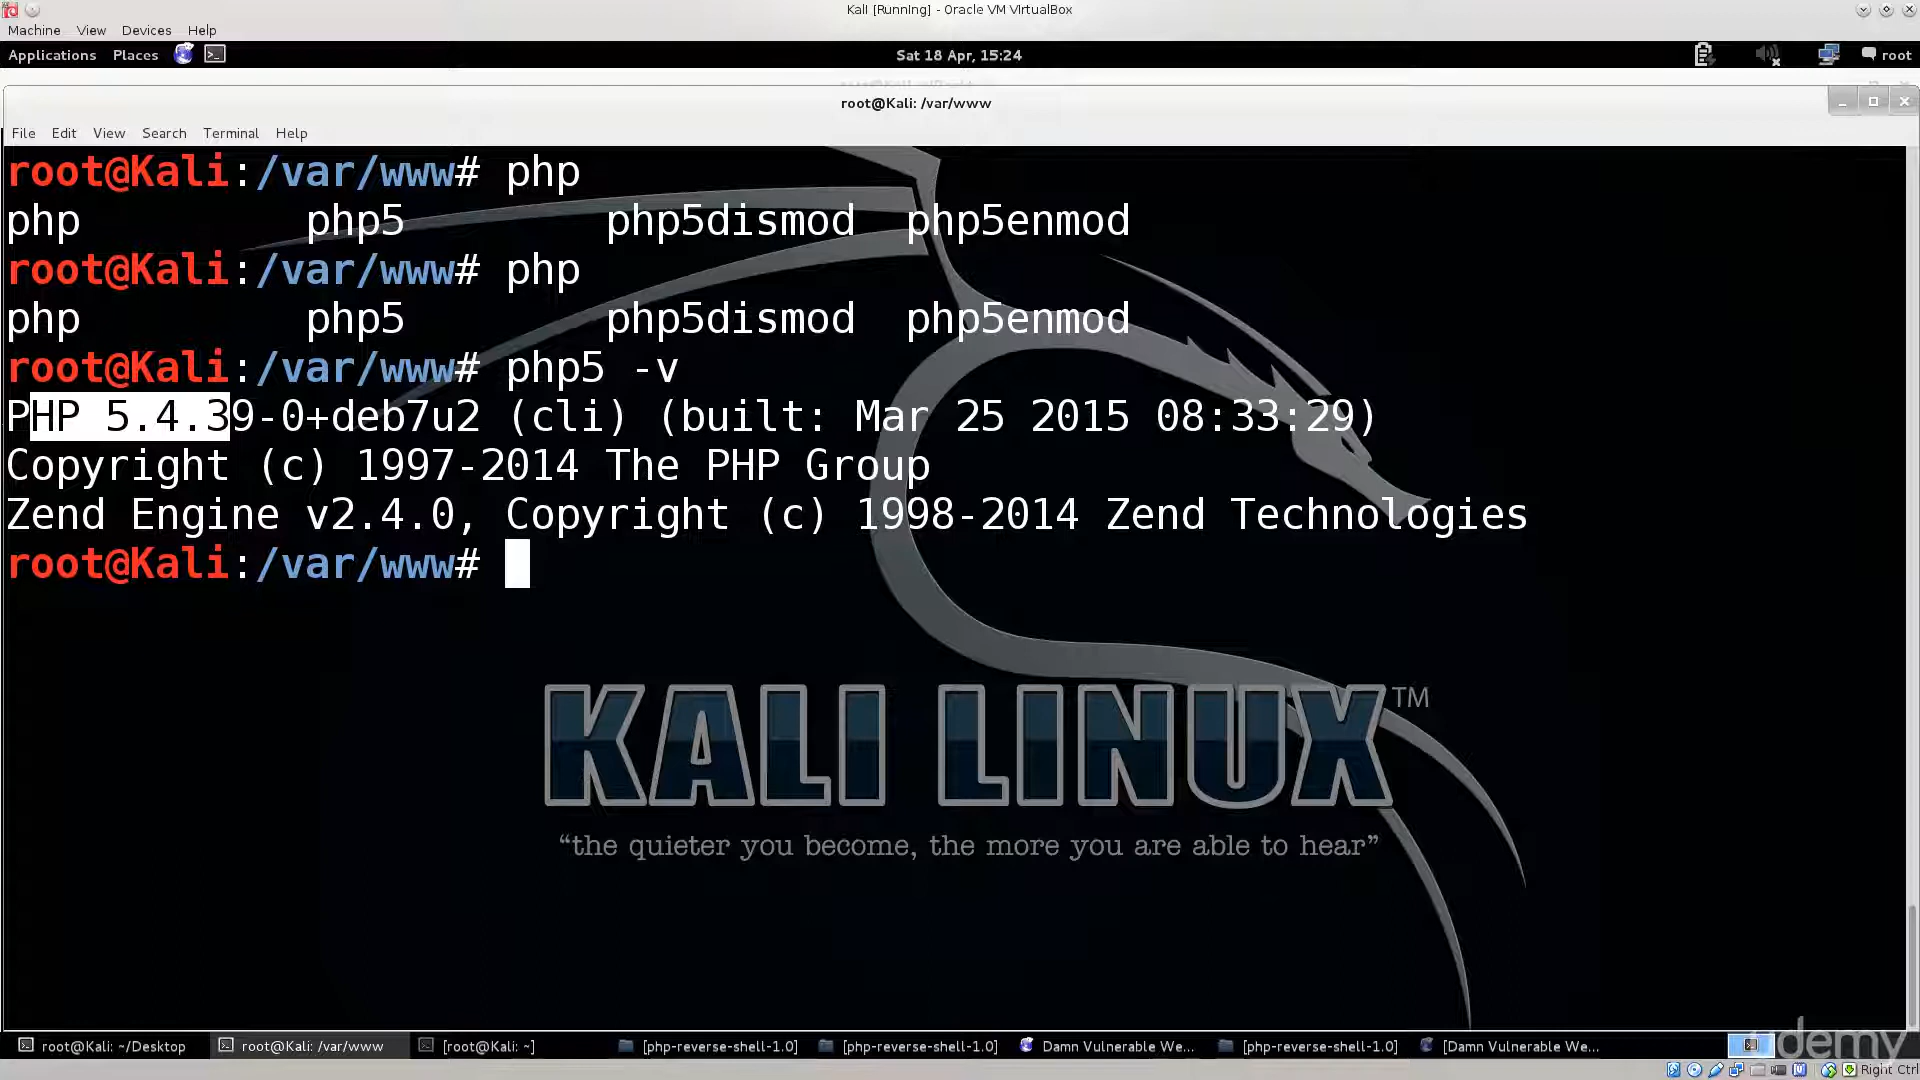 Kali [Running] - Oracle VM VirtualBox
Machine View Devices Help
Applications Places Sat 18 Apr, 15:24 root
root@Kali: /var/www
File Edit View Search Terminal Help
root@Kali:/var/www# php
php php5 php5dismod php5enmod
root@Kali:/var/www# php
php php5 php5dismod php5enmod
root@Kali:/var/www# php5 -v
PHP 5.4.39-0+deb7u2 (cli) (built: Mar 25 2015 08:33:29)
Copyright (c) 1997-2014 The PHP Group
Zend Engine v2.4.0, Copyright (c) 1998-2014 Zend Technologies
root@Kali:/var/www#
KALI LINUX™
“the quieter you become, the more you are able to hear”
root@Kali: ~/Desktop root@Kali: /var/www [root@Kali: ~] [php-reverse-shell-1.0] [php-reverse-shell-1.0] Damn Vulnerable We... [php-reverse-shell-1.0] [Damn Vulnerable We... udemy
Right Ctrl